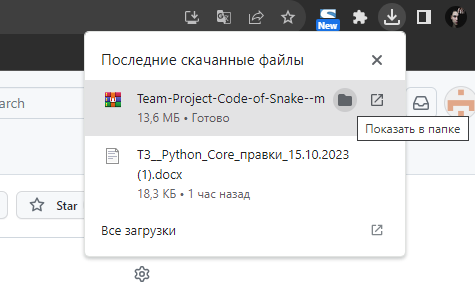 New
Последние скачанные файлы
arch
Team-Project-Code-of-Snake--m
13,6 МБ • Готово
Показать в папке
ТЗ__Python_Core_правки_15.10.2023
(1).docx
18,3 КБ • 1 час назад
Star
Все загрузки